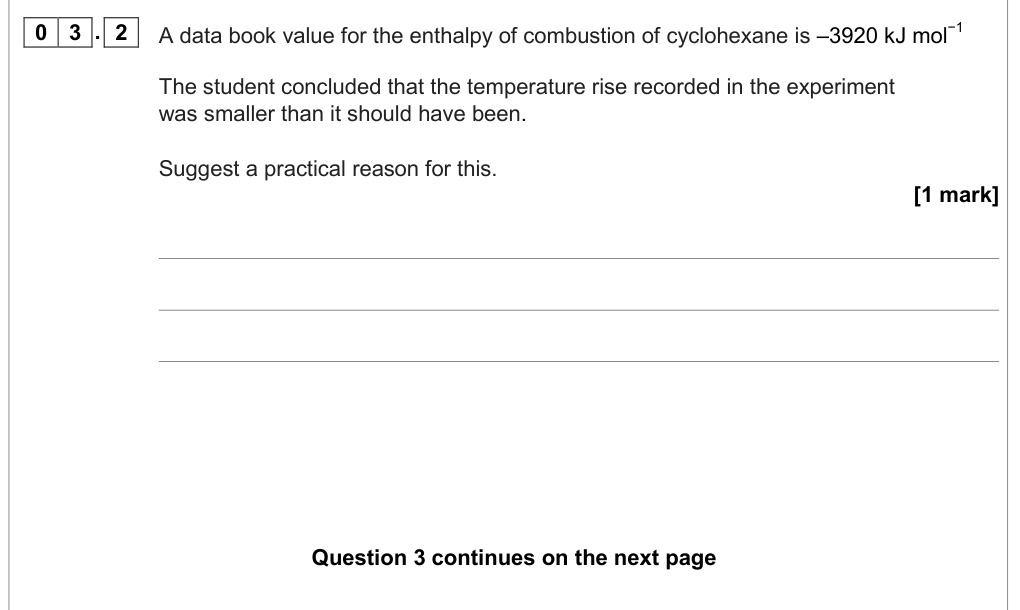 03.2 A data book value for the enthalpy of combustion of cyclohexane is –3920 kJ mol⁻¹
The student concluded that the temperature rise recorded in the experiment
was smaller than it should have been.
Suggest a practical reason for this.
[1 mark]
Question 3 continues on the next page